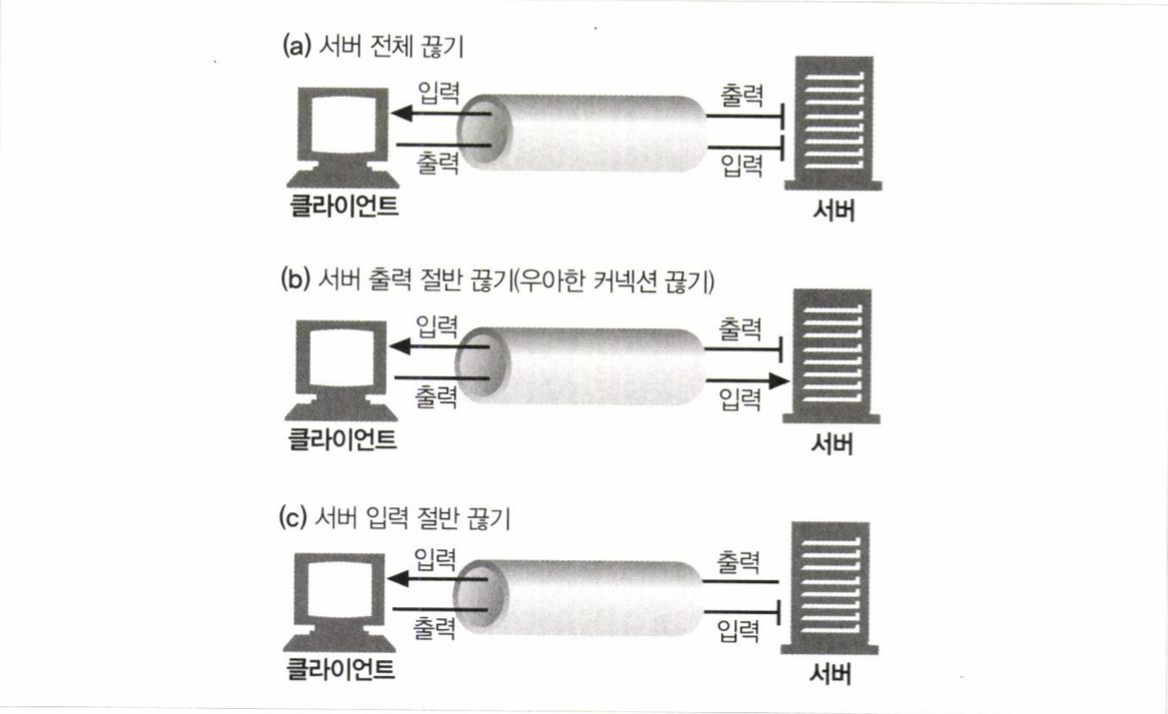 (a) 서버 전체 끊기
입력
출력
출력
입력
클라이언트
서버
(b) 서버 출력 절반 끊기(우아한 커넥션 끊기)
입력
출력
출력
입력
클라이언트
서버
(c) 서버 입력 절반 끊기
입력
출력
출력
입력
클라이언트
서버